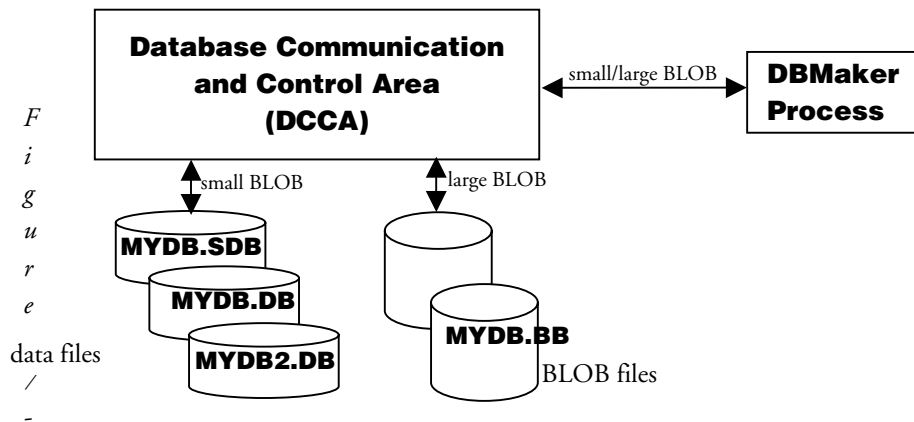 Database Communication
and Control Area
(DCCA)
small/large BLOB
DBMaker
Process
small BLOB
large BLOB
MYDB.SDB
MYDB.DB
MYDB2.DB
MYDB.BB
data files
BLOB files
F
i
g
u
r
e
/
-